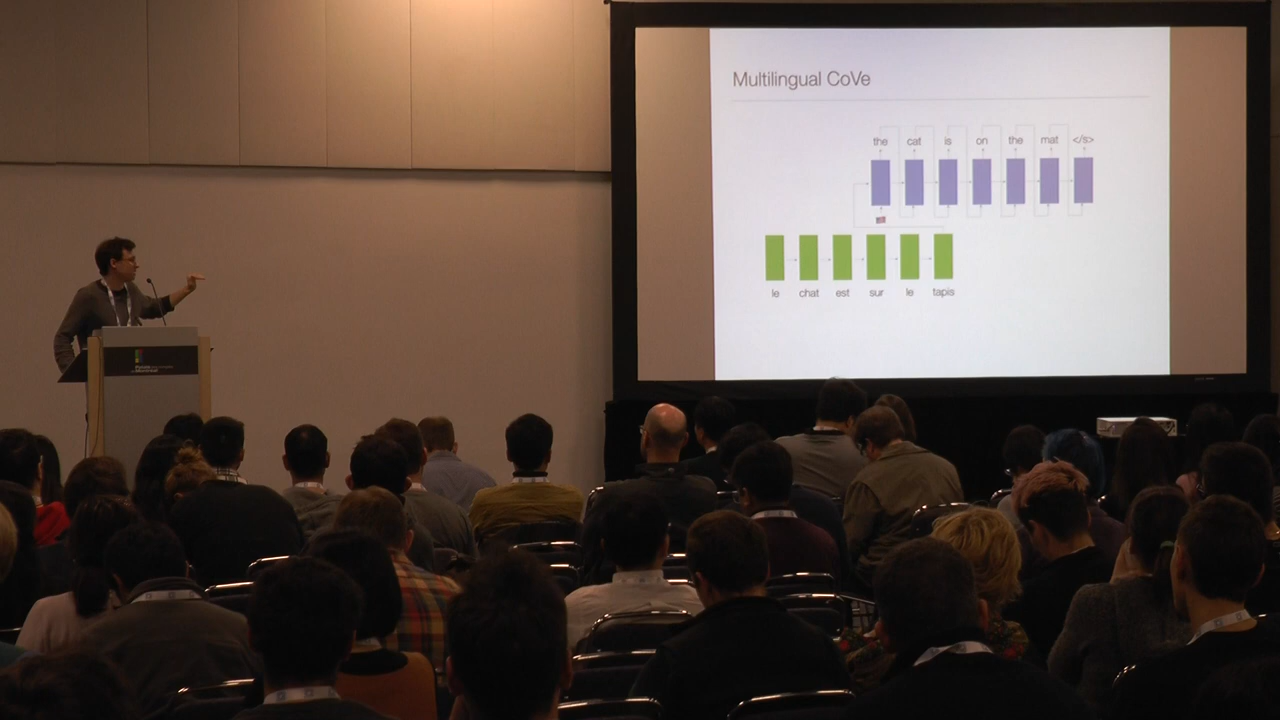 Multilingual CoVe
the cat is on the mat </s>
le chat est sur le tapis